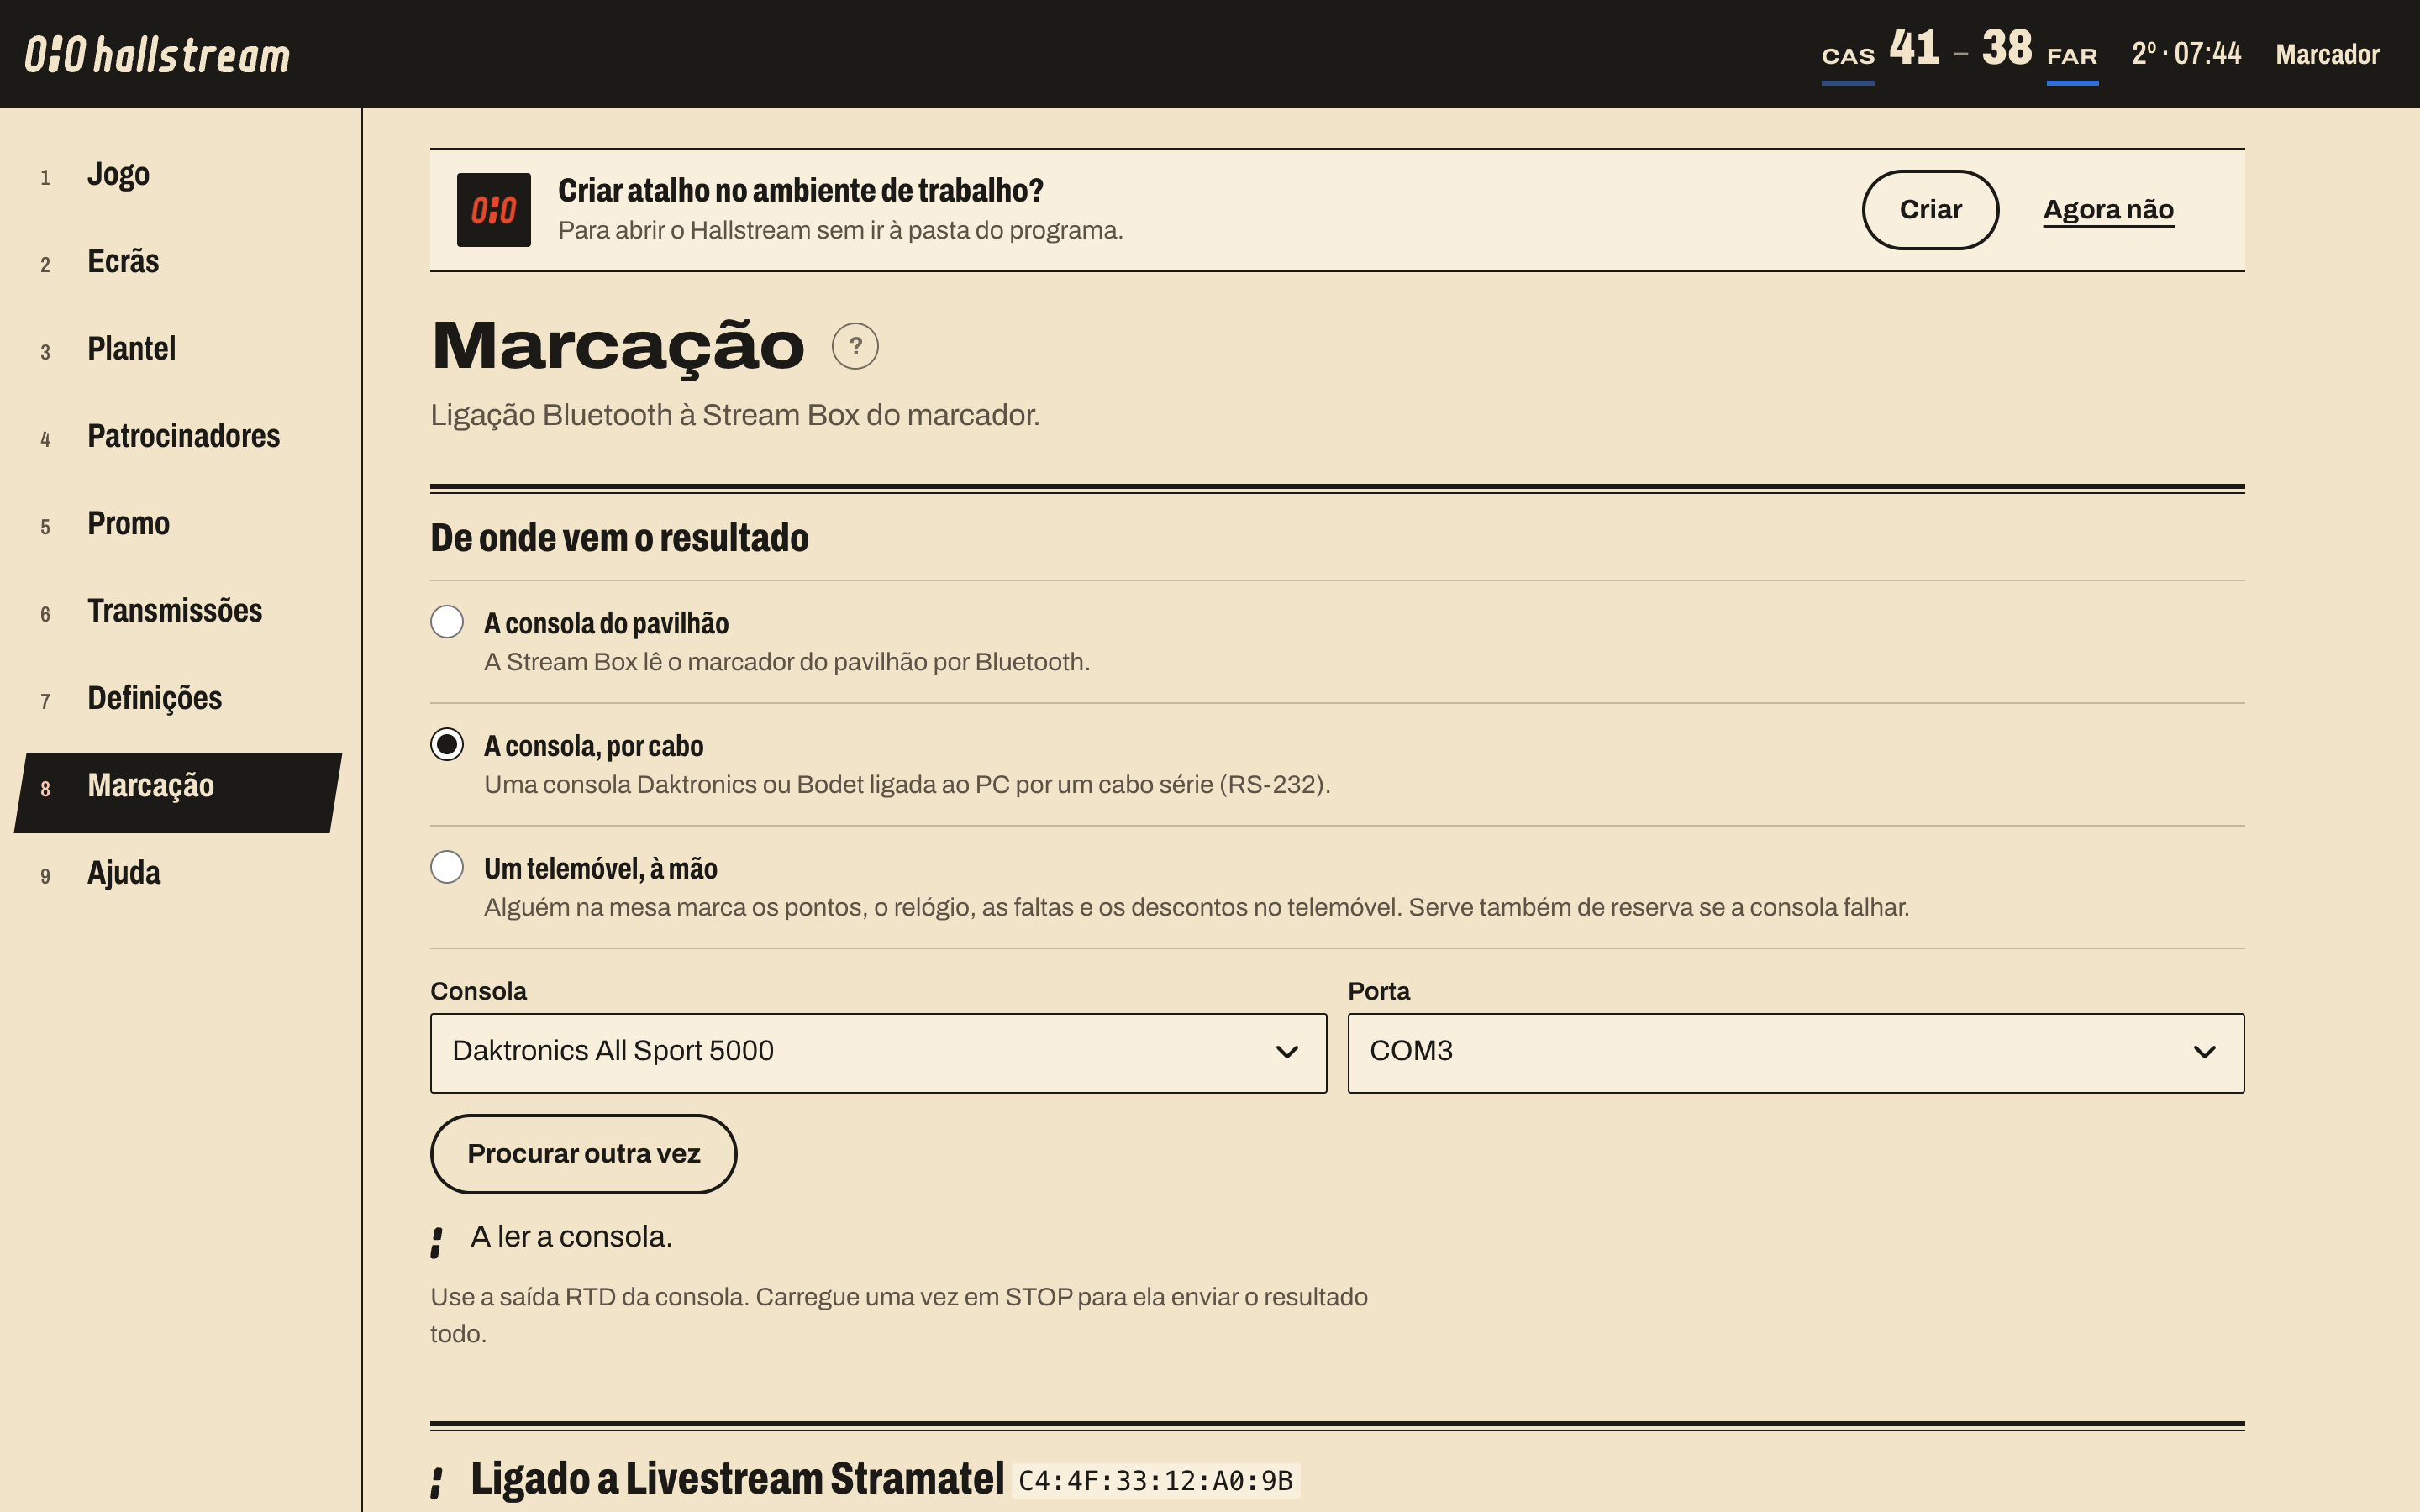 0:0 hallstream
CAS 41 – 38 FAR 2º · 07:44 Marcador
1 Jogo
2 Ecrãs
3 Plantel
4 Patrocinadores
5 Promo
6 Transmissões
7 Definições
8 Marcação
9 Ajuda
0:0
Criar atalho no ambiente de trabalho?
Para abrir o Hallstream sem ir à pasta do programa.
Criar
Agora não
Marcação ?
Ligação Bluetooth à Stream Box do marcador.
De onde vem o resultado
A consola do pavilhão
A Stream Box lê o marcador do pavilhão por Bluetooth.
A consola, por cabo
Uma consola Daktronics ou Bodet ligada ao PC por um cabo série (RS-232).
Um telemóvel, à mão
Alguém na mesa marca os pontos, o relógio, as faltas e os descontos no telemóvel. Serve também de reserva se a consola falhar.
Consola
Daktronics All Sport 5000
Porta
COM3
Procurar outra vez
A ler a consola.
Use a saída RTD da consola. Carregue uma vez em STOP para ela enviar o resultado
todo.
Ligado a Livestream Stramatel C4:4F:33:12:A0:9B